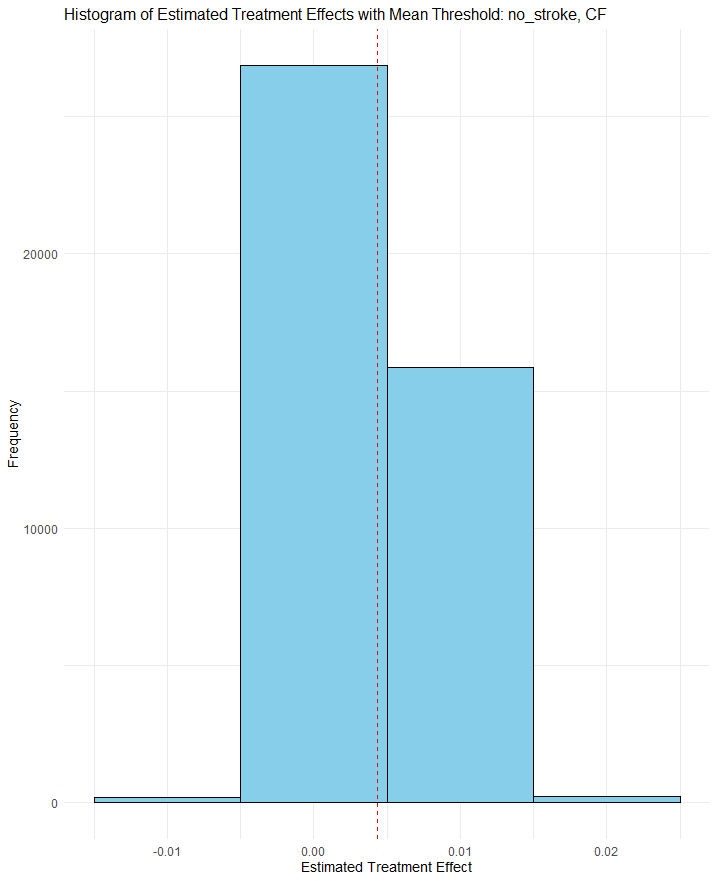 Histogram of Estimated Treatment Effects with Mean Threshold: no_stroke, CF
Frequency
20000
10000
0
-0.01
0.00
0.01
0.02
Estimated Treatment Effect